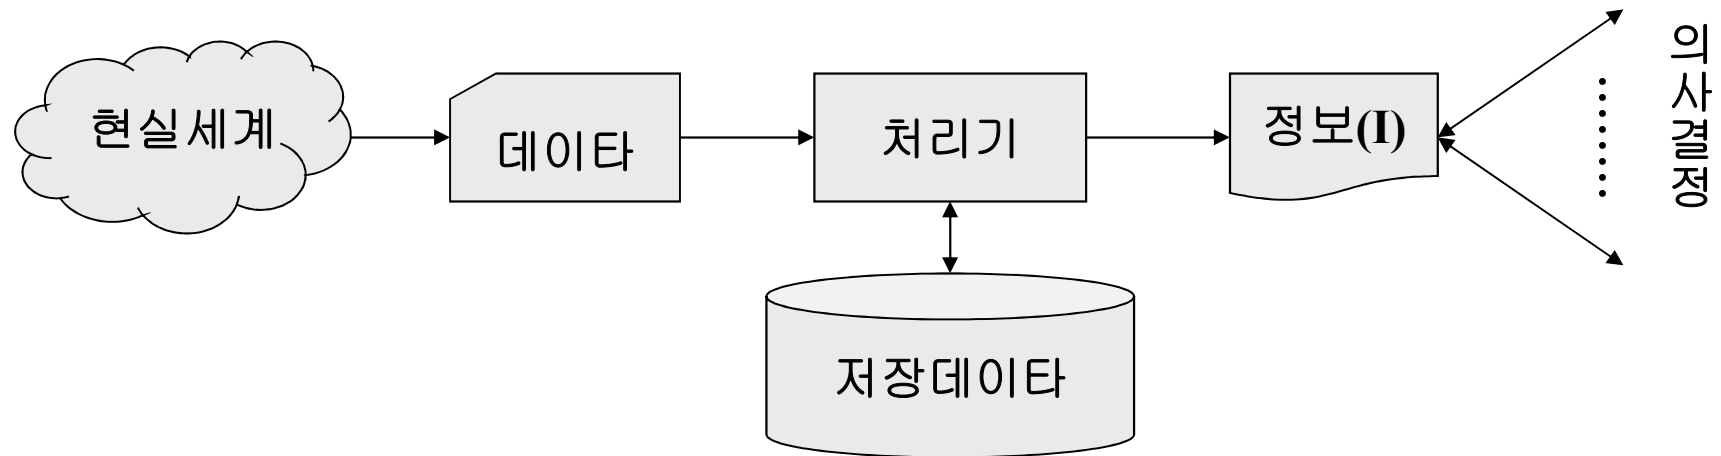 현실세계
데이타
처리기
정보(I)
의사결정
저장데이타